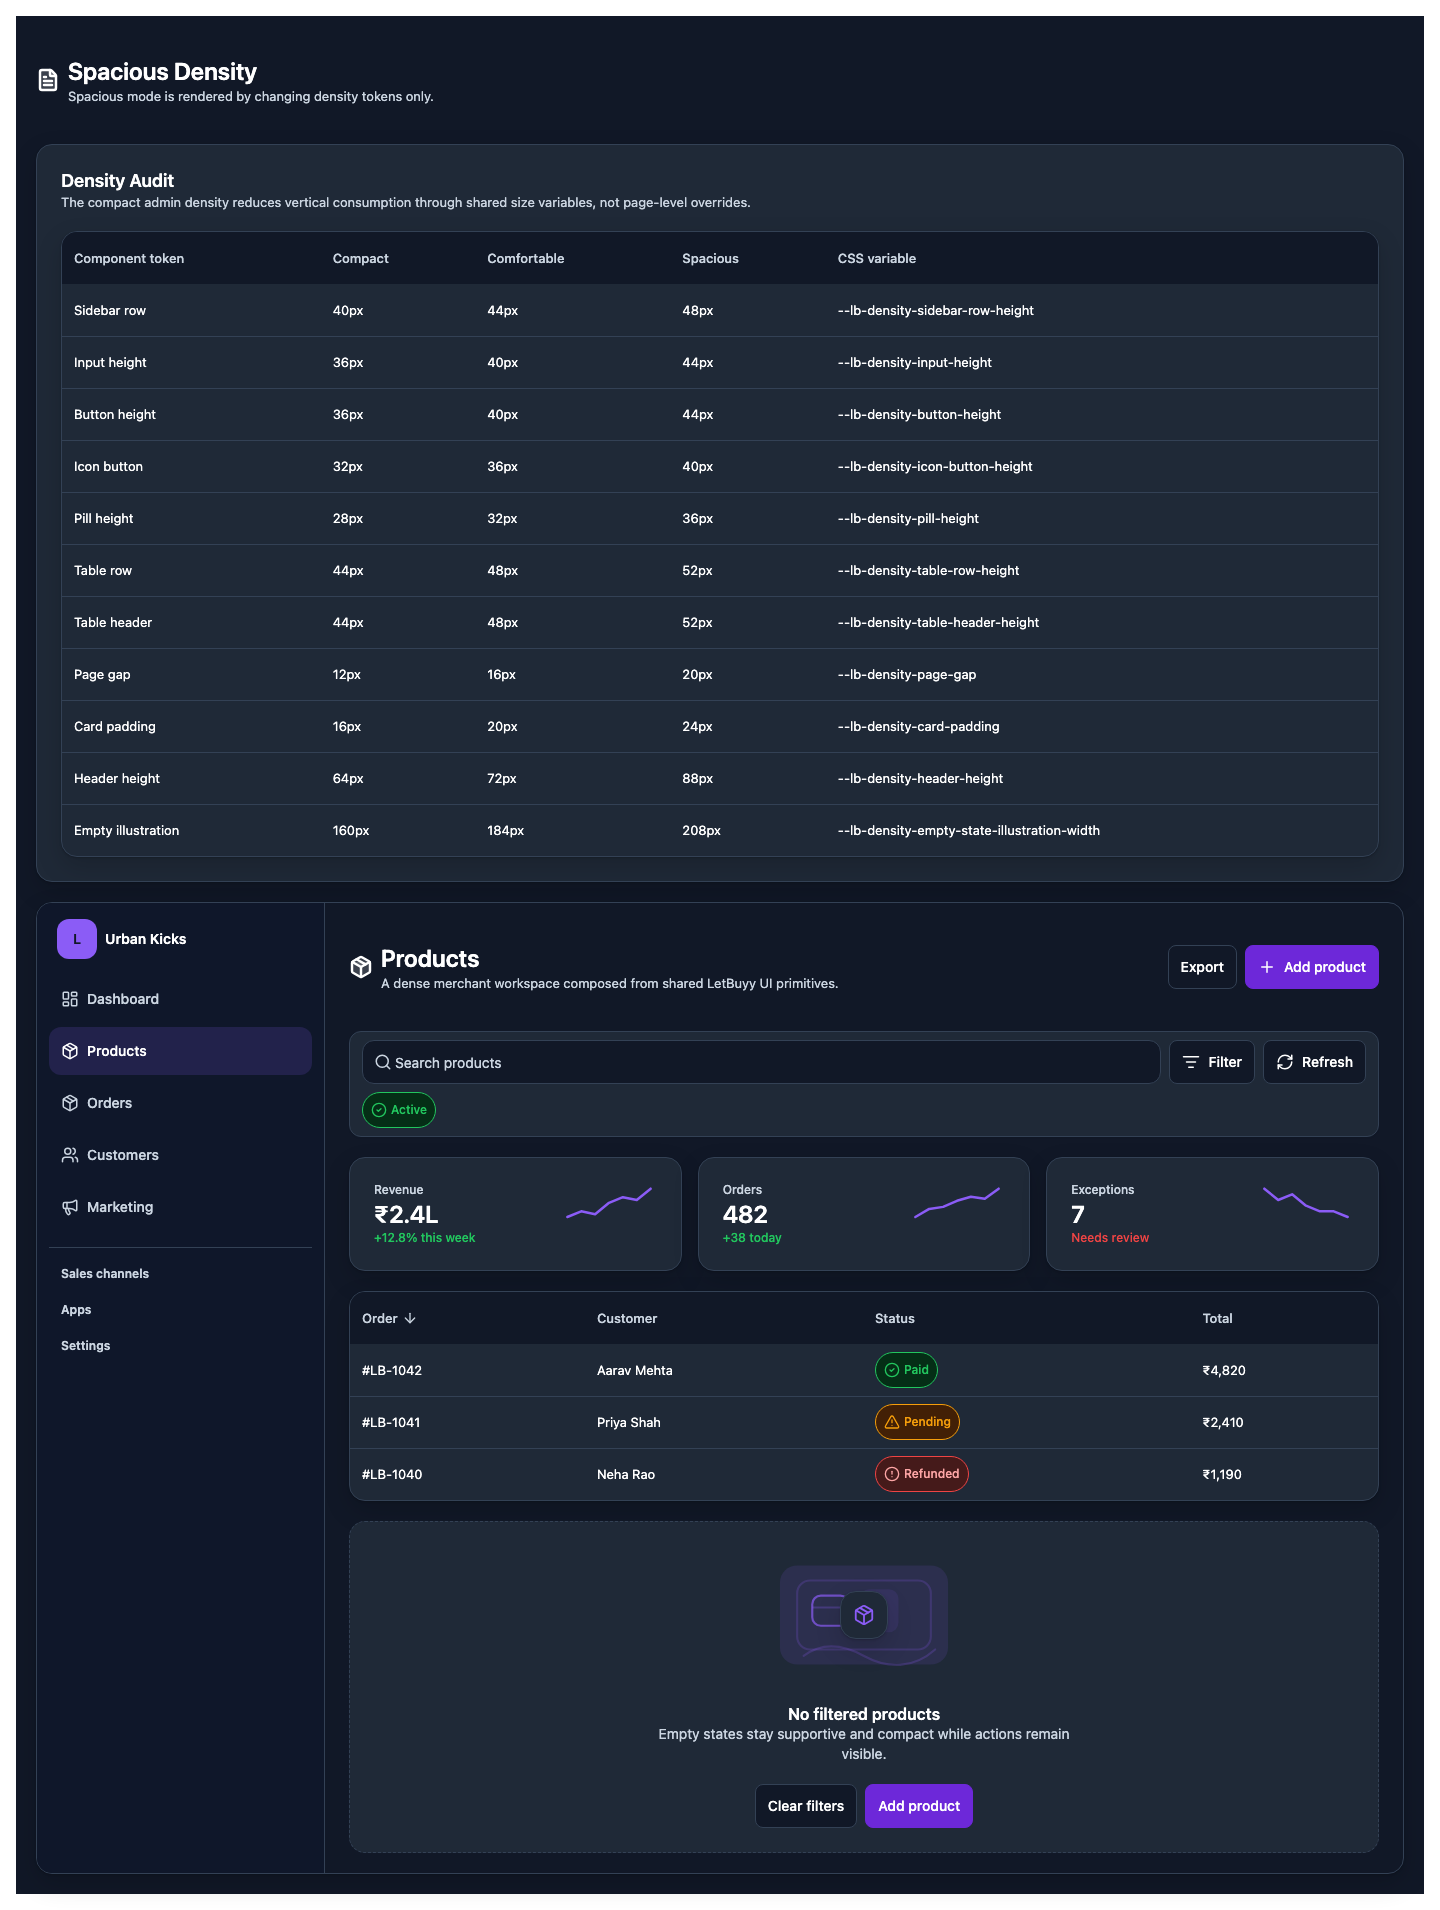 Spacious Density
Spacious mode is rendered by changing density tokens only.
Density Audit
The compact admin density reduces vertical consumption through shared size variables, not page-level overrides.
Component token Compact Comfortable Spacious CSS variable
Sidebar row 40px 44px 48px --lb-density-sidebar-row-height
Input height 36px 40px 44px --lb-density-input-height
Button height 36px 40px 44px --lb-density-button-height
Icon button 32px 36px 40px --lb-density-icon-button-height
Pill height 28px 32px 36px --lb-density-pill-height
Table row 44px 48px 52px --lb-density-table-row-height
Table header 44px 48px 52px --lb-density-table-header-height
Page gap 12px 16px 20px --lb-density-page-gap
Card padding 16px 20px 24px --lb-density-card-padding
Header height 64px 72px 88px --lb-density-header-height
Empty illustration 160px 184px 208px --lb-density-empty-state-illustration-width
L Urban Kicks
Dashboard
Products
Orders
Customers
Marketing
Sales channels
Apps
Settings
Products
A dense merchant workspace composed from shared LetBuyy UI primitives.
Export
Add product
Search products
Filter
Refresh
Active
Revenue
₹2.4L
+12.8% this week
Orders
482
+38 today
Exceptions
7
Needs review
Order Customer Status Total
#LB-1042 Aarav Mehta Paid ₹4,820
#LB-1041 Priya Shah Pending ₹2,410
#LB-1040 Neha Rao Refunded ₹1,190
No filtered products
Empty states stay supportive and compact while actions remain
visible.
Clear filters
Add product